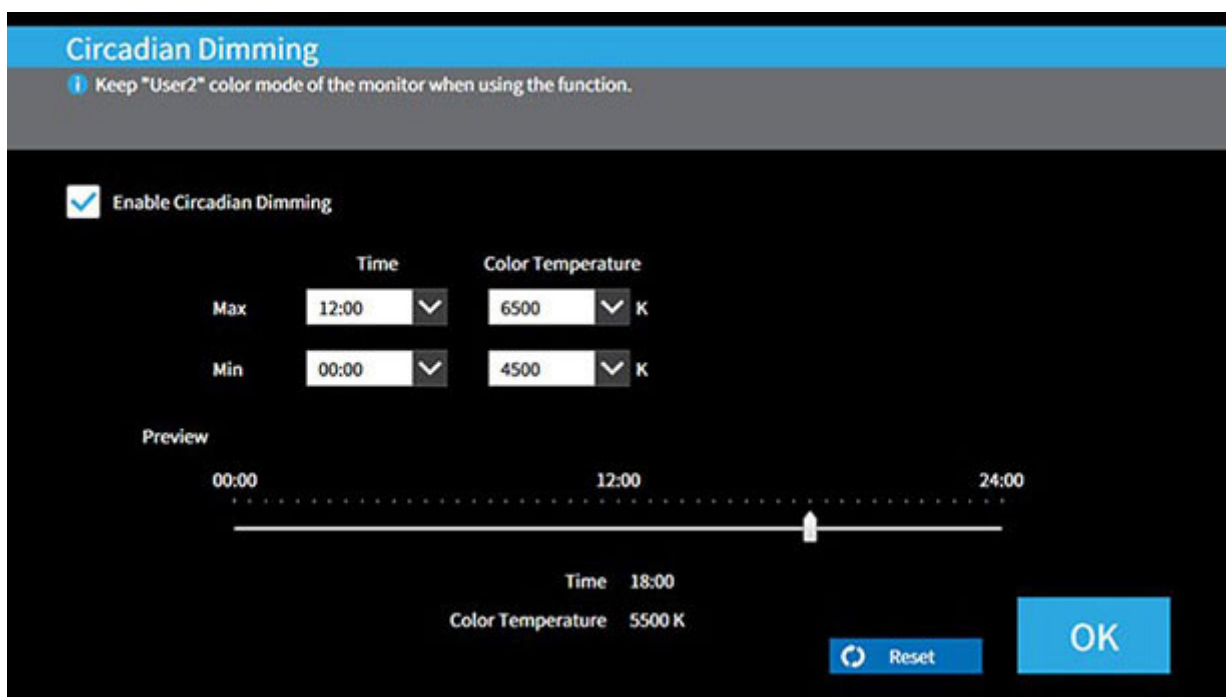 Circadian Dimming
Keep "User2" color mode of the monitor when using the function.
Enable Circadian Dimming
Time Color Temperature
Max 12:00 6500 K
Min 00:00 4500 K
Preview
00:00 12:00 24:00
Time 18:00
Color Temperature 5500 K
Reset
OK